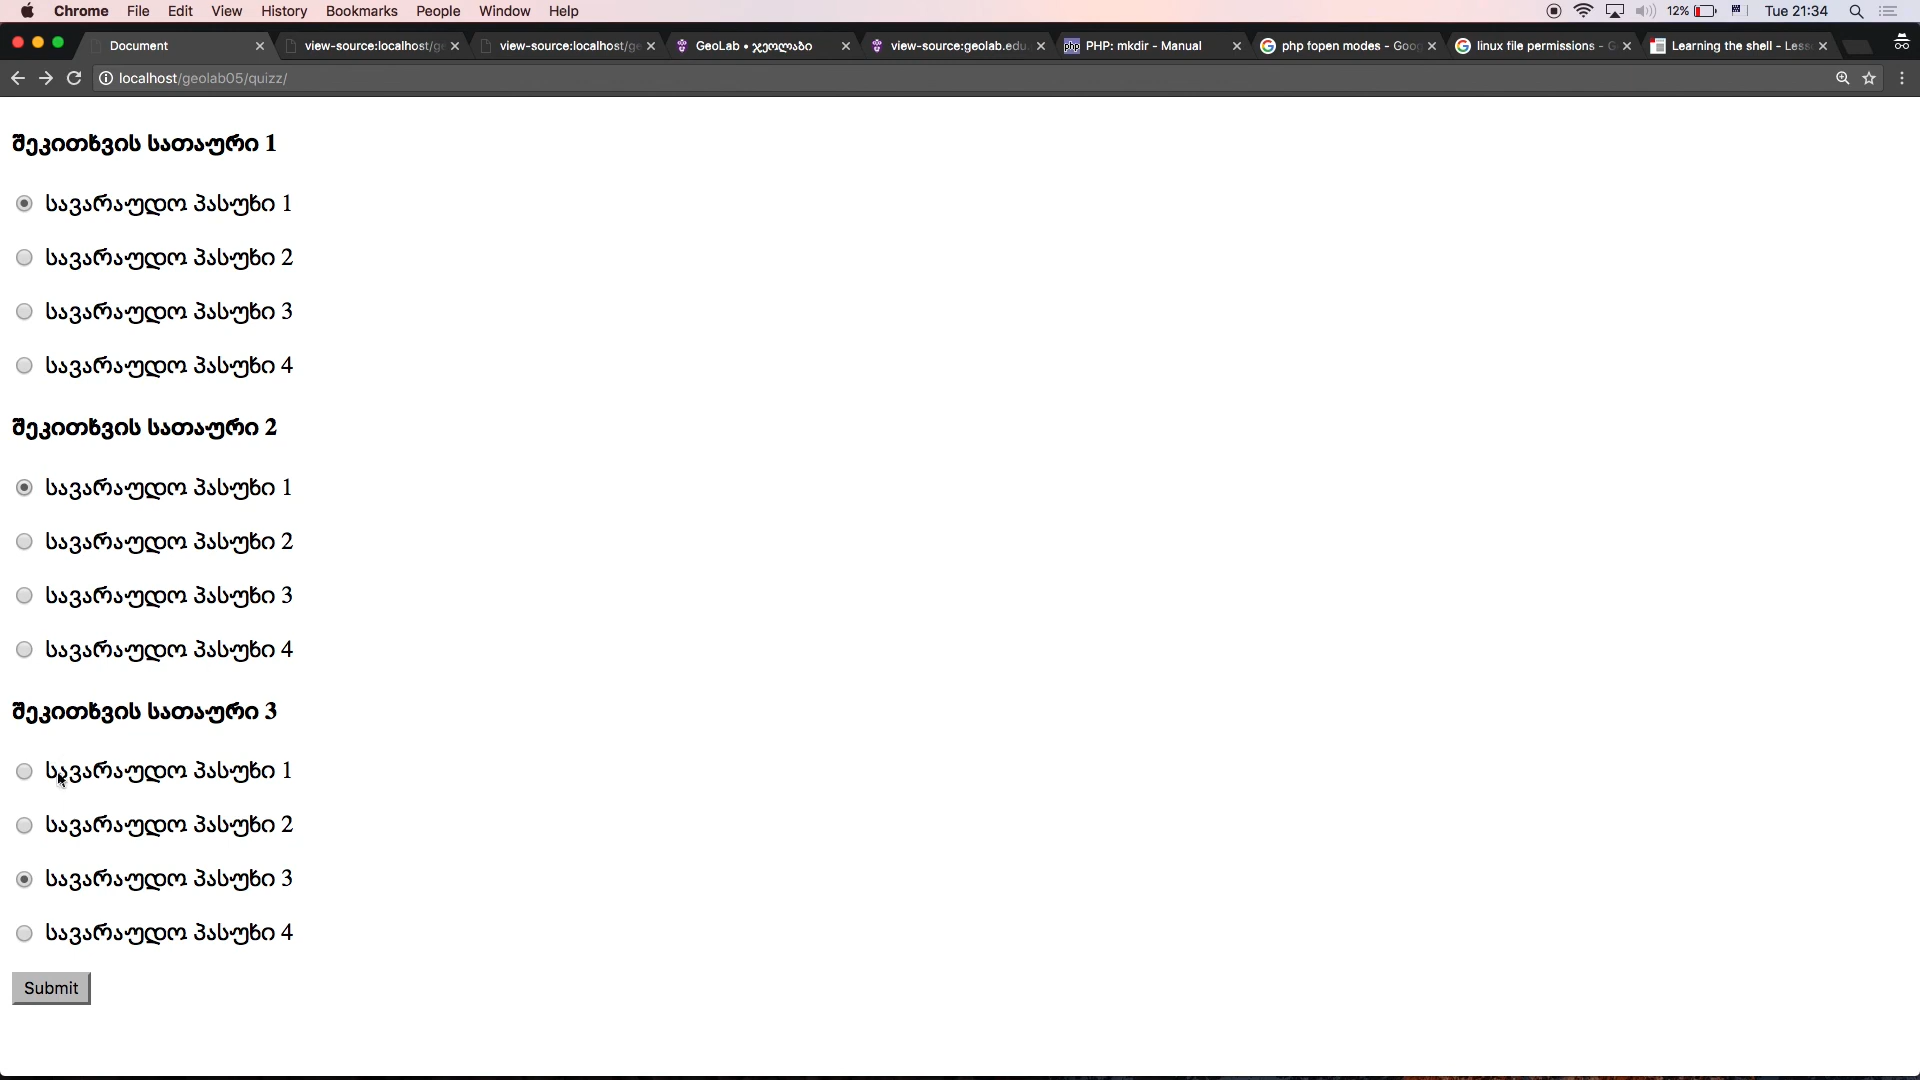 Chrome File Edit View History Bookmarks People Window Help 12% Tue 21:34
Document view-source:localhost/ge view-source:localhost/ge GeoLab • ჯეოლაბი view-source:geolab.edu. PHP: mkdir - Manual php fopen modes - Goog linux file permissions - G Learning the shell - Less
localhost/geolab05/quizz/
შეკითხვის სათაური 1
სავარაუდო პასუხი 1
სავარაუდო პასუხი 2
სავარაუდო პასუხი 3
სავარაუდო პასუხი 4
შეკითხვის სათაური 2
სავარაუდო პასუხი 1
სავარაუდო პასუხი 2
სავარაუდო პასუხი 3
სავარაუდო პასუხი 4
შეკითხვის სათაური 3
სავარაუდო პასუხი 1
სავარაუდო პასუხი 2
სავარაუდო პასუხი 3
სავარაუდო პასუხი 4
Submit